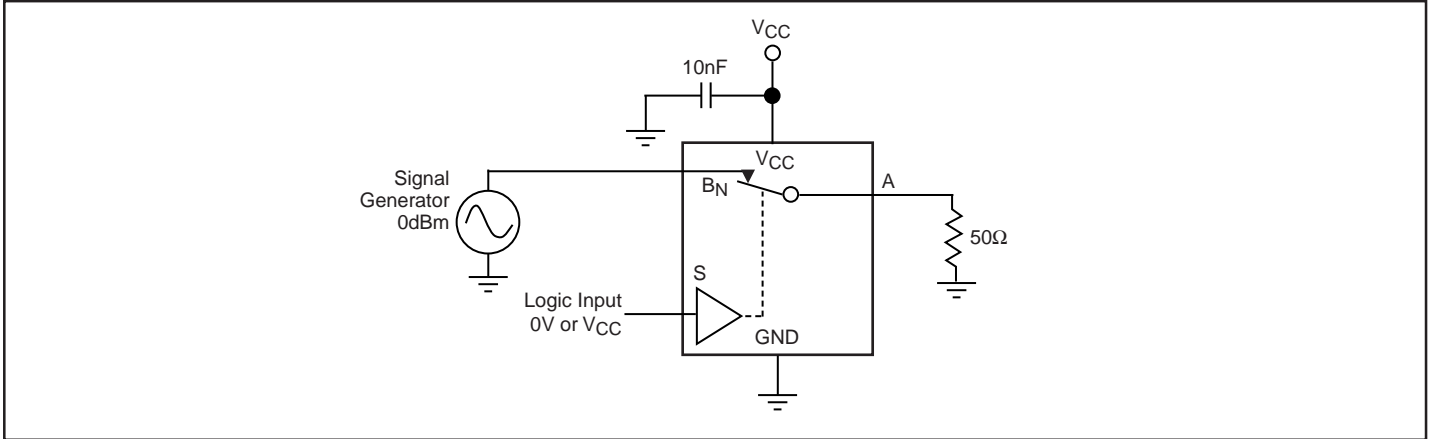 VCC
10nF
VCC
BN
A
Signal
Generator
0dBm
50Ω
S
Logic Input
0V or VCC
GND